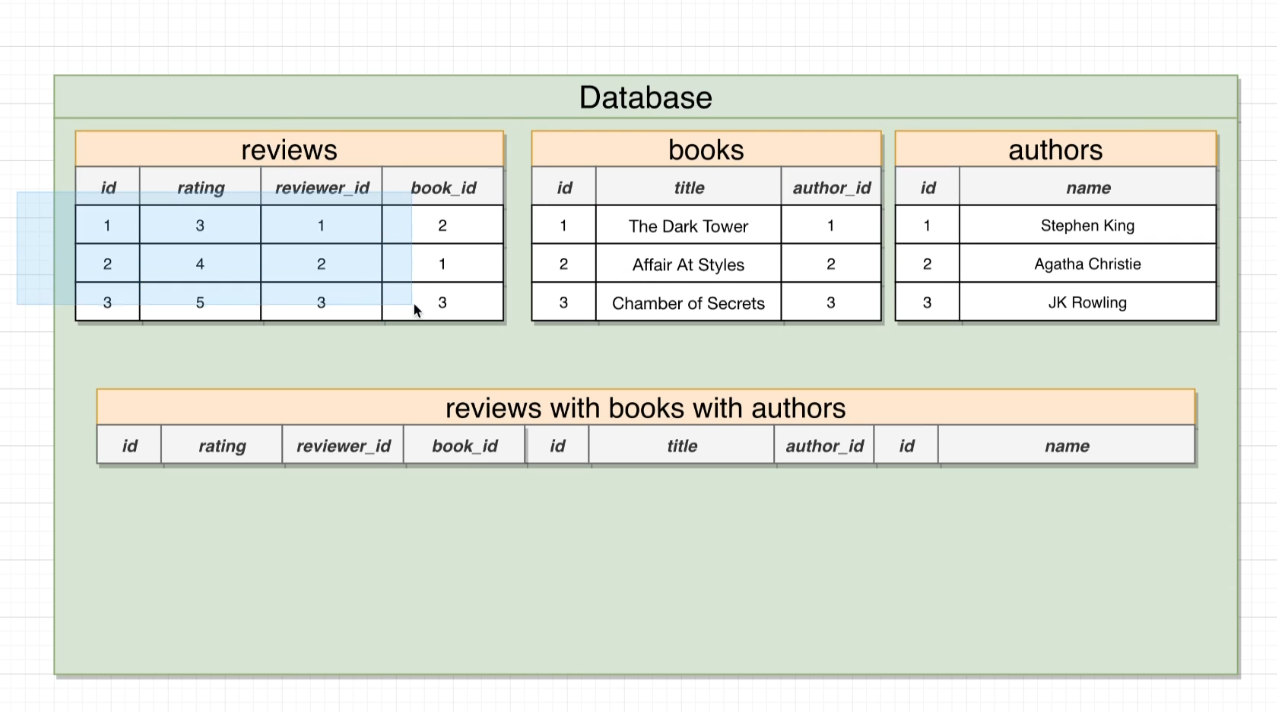 Database
reviews
id rating reviewer_id book_id
1 3 1 2
2 4 2 1
3 5 3 3
books
id title author_id
1 The Dark Tower 1
2 Affair At Styles 2
3 Chamber of Secrets 3
authors
id name
1 Stephen King
2 Agatha Christie
3 JK Rowling
reviews with books with authors
id rating reviewer_id book_id id title author_id id name